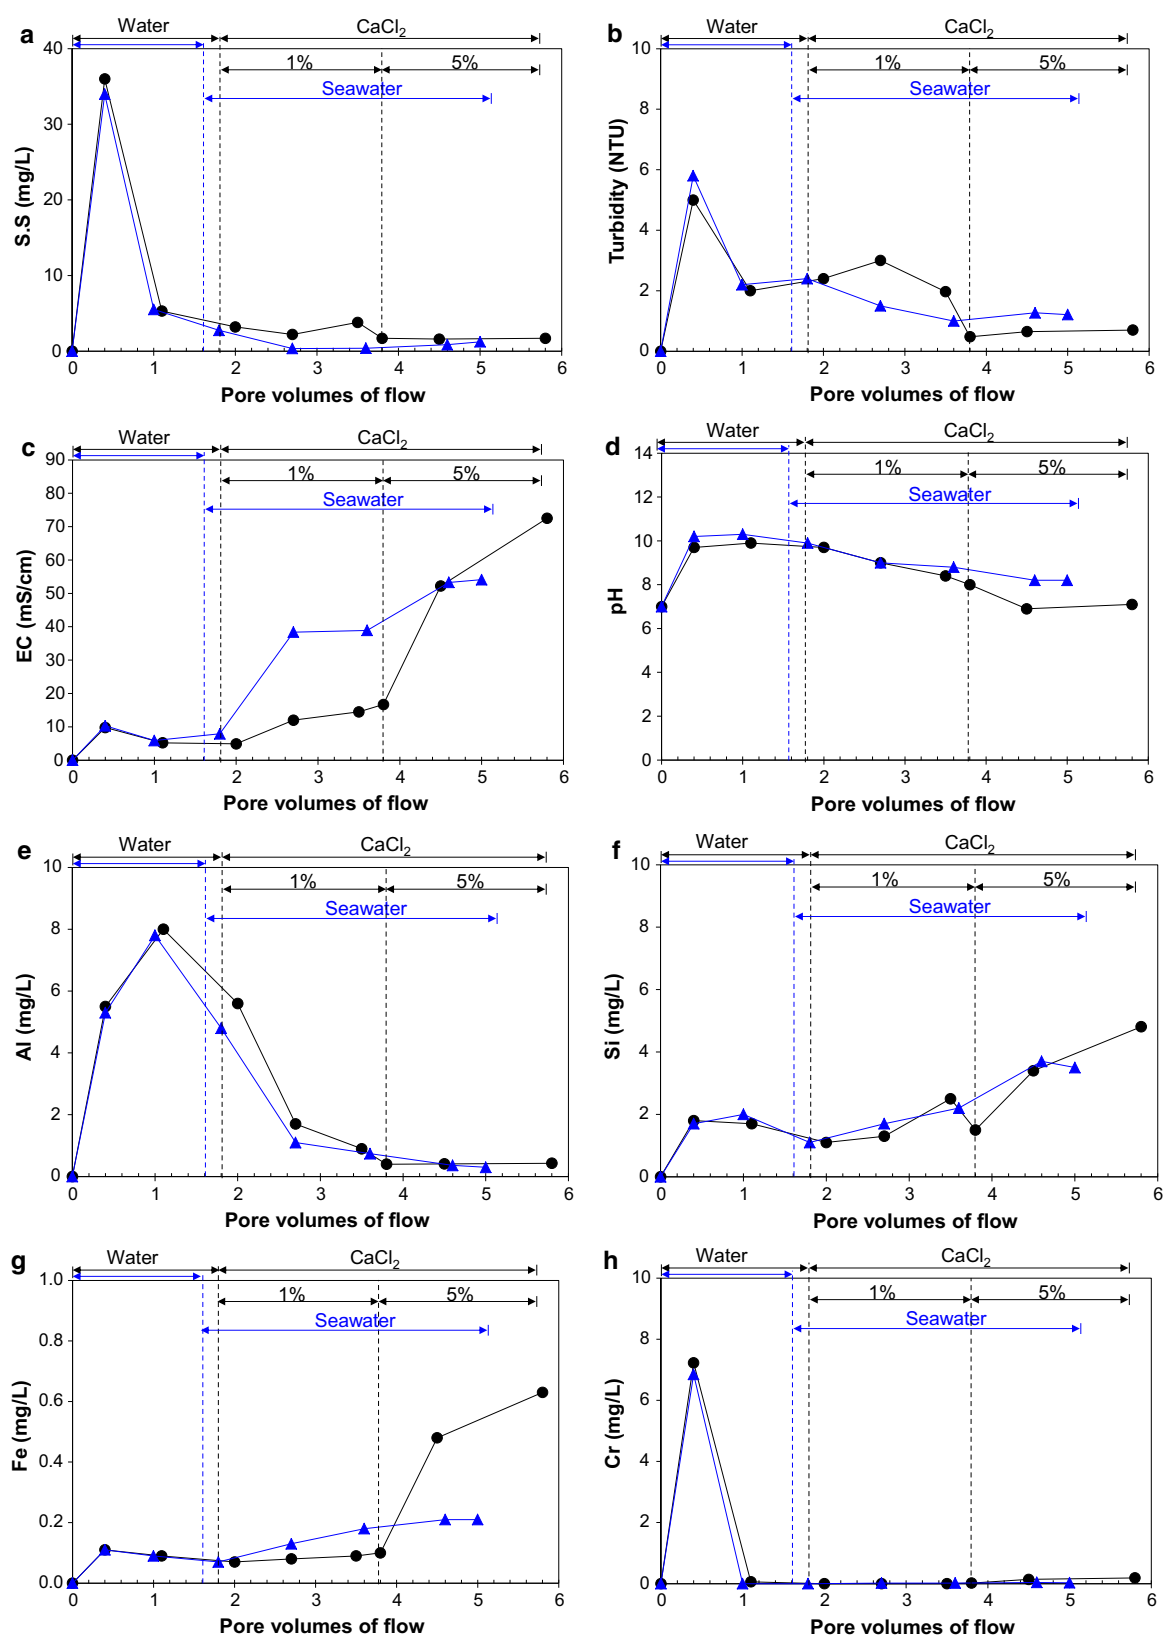 a
Water
CaCl2
1%
5%
Seawater
S.S (mg/L)
40
30
20
10
0
0 1 2 3 4 5 6
Pore volumes of flow
b
Water
CaCl2
1%
5%
Seawater
Turbidity (NTU)
10
8
6
4
2
0
0 1 2 3 4 5 6
Pore volumes of flow
c
Water
CaCl2
1%
5%
Seawater
EC (mS/cm)
90
80
70
60
50
40
30
20
10
0
0 1 2 3 4 5 6
Pore volumes of flow
d
Water
CaCl2
1%
5%
Seawater
pH
14
12
10
8
6
4
2
0
0 1 2 3 4 5 6
Pore volumes of flow
e
Water
CaCl2
1%
5%
Seawater
Al (mg/L)
10
8
6
4
2
0
0 1 2 3 4 5 6
Pore volumes of flow
f
Water
CaCl2
1%
5%
Seawater
Si (mg/L)
10
8
6
4
2
0
0 1 2 3 4 5 6
Pore volumes of flow
g
Water
CaCl2
1%
5%
Seawater
Fe (mg/L)
1.0
0.8
0.6
0.4
0.2
0.0
0 1 2 3 4 5 6
Pore volumes of flow
h
Water
CaCl2
1%
5%
Seawater
Cr (mg/L)
10
8
6
4
2
0
0 1 2 3 4 5 6
Pore volumes of flow